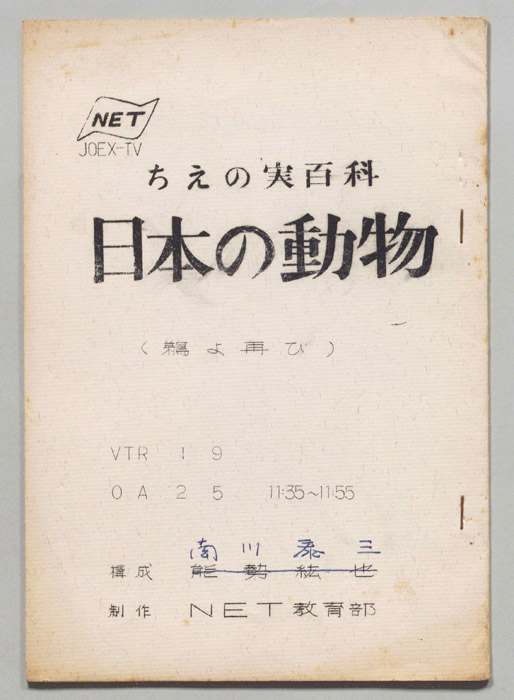 NET
JOEX-TV
ちえの実百科
日本の動物
(鵜よ再び)
VTR 19
OA 25 11:35~11:55
南川泰三
構成 能勢紘也
制作 NET教育部